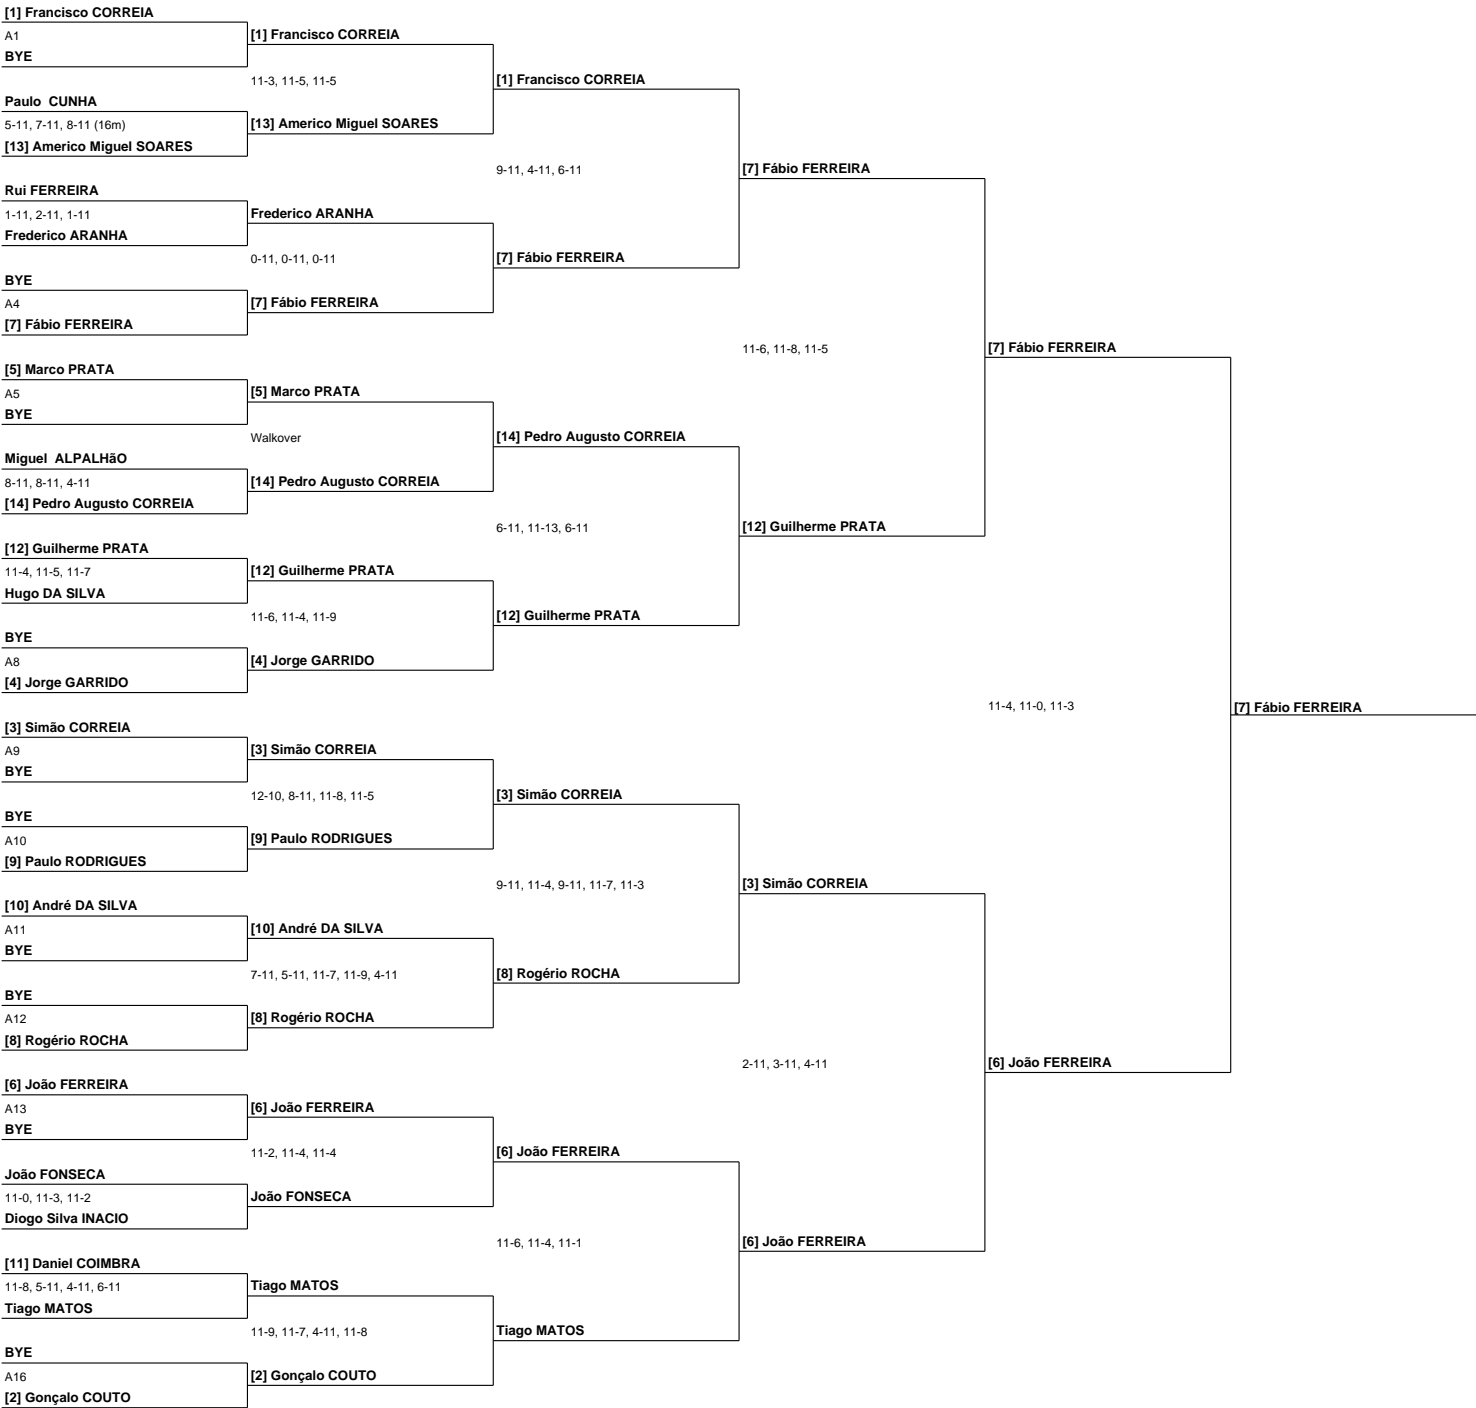 [1] Francisco CORREIA
A1
BYE
Paulo  CUNHA
5-11, 7-11, 8-11 (16m)
[13] Americo Miguel SOARES
Rui FERREIRA
1-11, 2-11, 1-11
Frederico ARANHA
BYE
A4
[7] Fábio FERREIRA
[5] Marco PRATA
A5
BYE
Miguel  ALPALHãO
8-11, 8-11, 4-11
[14] Pedro Augusto CORREIA
[12] Guilherme PRATA
11-4, 11-5, 11-7
Hugo DA SILVA
BYE
A8
[4] Jorge GARRIDO
[3] Simão CORREIA
A9
BYE
BYE
A10
[9] Paulo RODRIGUES
[10] André DA SILVA
A11
BYE
BYE
A12
[8] Rogério ROCHA
[6] João FERREIRA
A13
BYE
João FONSECA
11-0, 11-3, 11-2
Diogo Silva INACIO
[11] Daniel COIMBRA
11-8, 5-11, 4-11, 6-11
Tiago MATOS
BYE
A16
[2] Gonçalo COUTO
[1] Francisco CORREIA
11-3, 11-5, 11-5
[13] Americo Miguel SOARES
Frederico ARANHA
0-11, 0-11, 0-11
[7] Fábio FERREIRA
[5] Marco PRATA
Walkover
[14] Pedro Augusto CORREIA
[12] Guilherme PRATA
11-6, 11-4, 11-9
[4] Jorge GARRIDO
[3] Simão CORREIA
12-10, 8-11, 11-8, 11-5
[9] Paulo RODRIGUES
[10] André DA SILVA
7-11, 5-11, 11-7, 11-9, 4-11
[8] Rogério ROCHA
[6] João FERREIRA
11-2, 11-4, 11-4
João FONSECA
Tiago MATOS
11-9, 11-7, 4-11, 11-8
[2] Gonçalo COUTO
[1] Francisco CORREIA
9-11, 4-11, 6-11
[7] Fábio FERREIRA
[14] Pedro Augusto CORREIA
6-11, 11-13, 6-11
[12] Guilherme PRATA
[3] Simão CORREIA
9-11, 11-4, 9-11, 11-7, 11-3
[8] Rogério ROCHA
[6] João FERREIRA
11-6, 11-4, 11-1
Tiago MATOS
[7] Fábio FERREIRA
11-6, 11-8, 11-5
[12] Guilherme PRATA
[3] Simão CORREIA
2-11, 3-11, 4-11
[6] João FERREIRA
[7] Fábio FERREIRA
11-4, 11-0, 11-3
[6] João FERREIRA
[7] Fábio FERREIRA